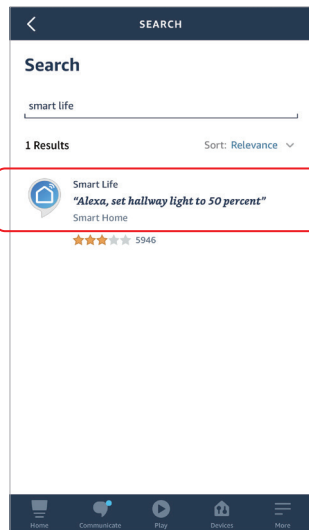 SEARCH
Search
smart life
1 Results
Sort: Relevance
Smart Life
"Alexa, set hallway light to 50 percent"
Smart Home
5946
Home Communicate Play Devices More